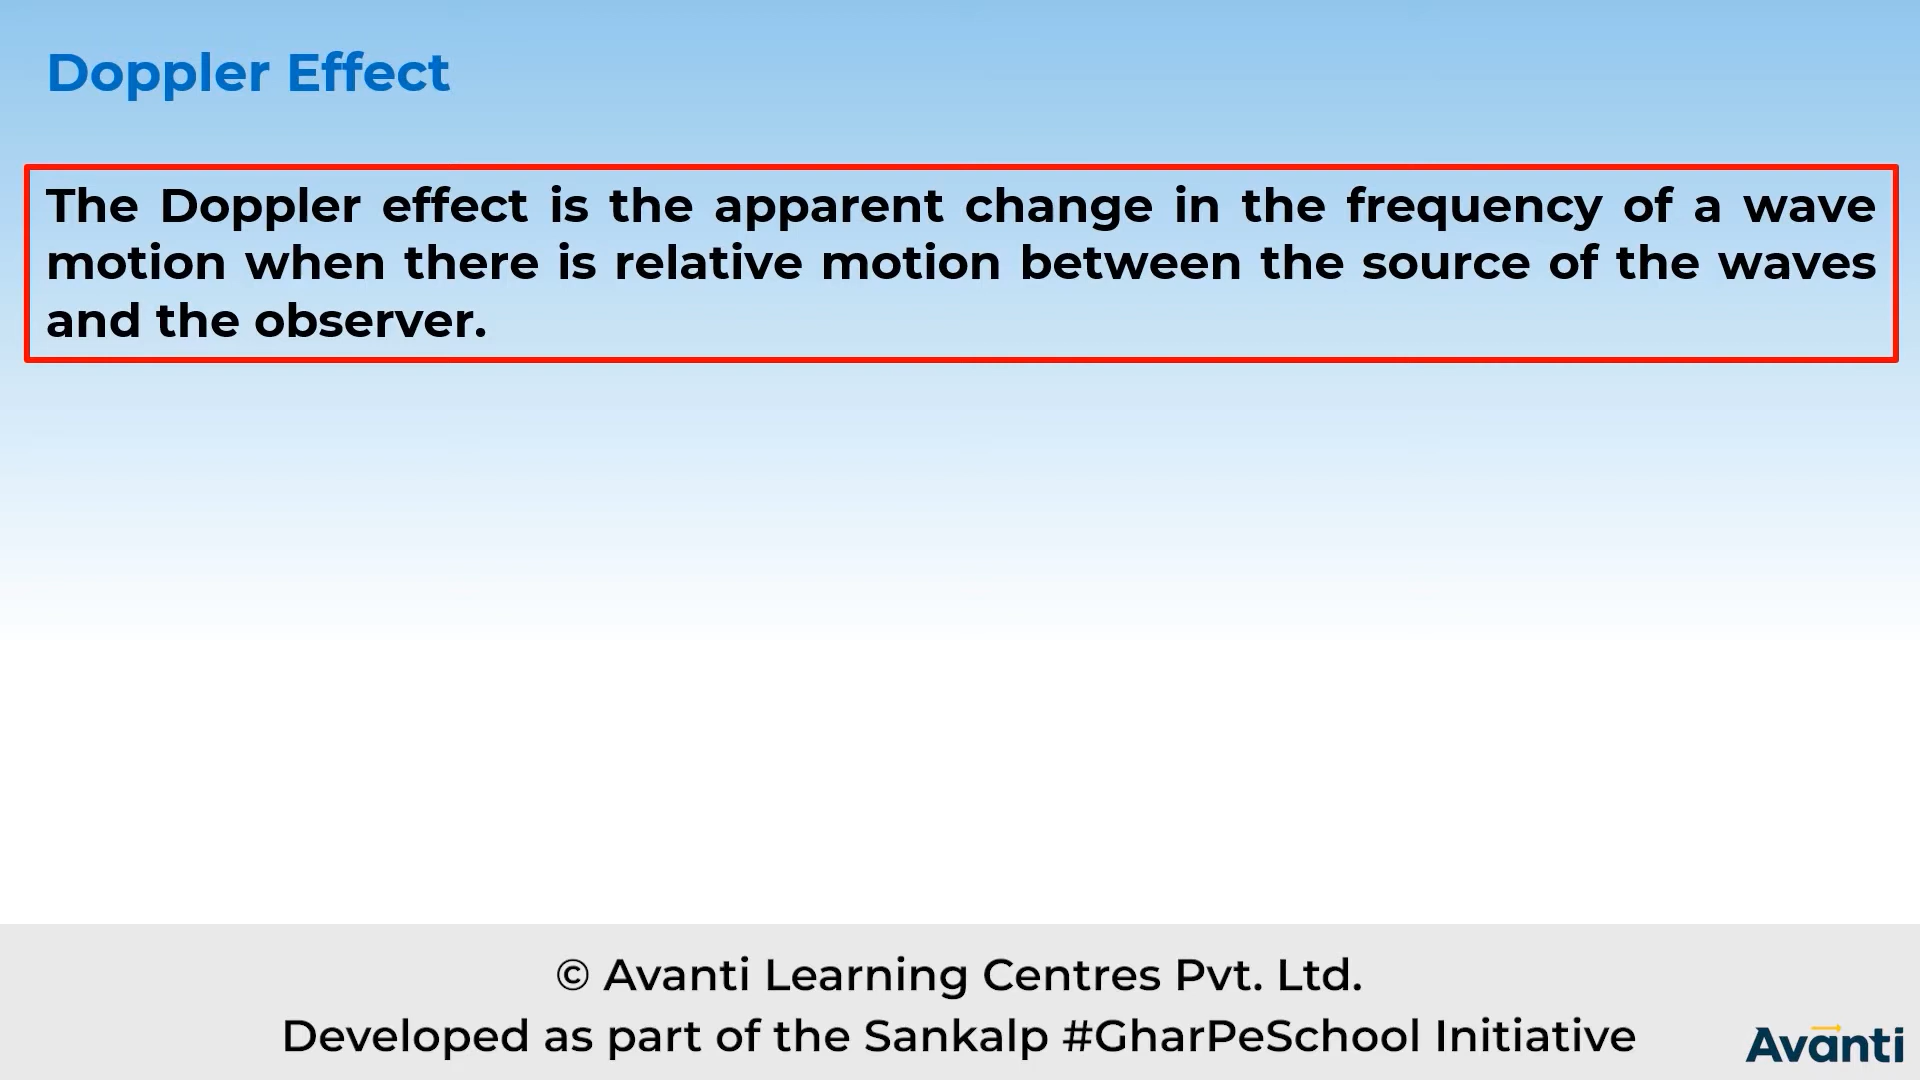 Doppler Effect
The Doppler effect is the apparent change in the frequency of a wave
motion when there is relative motion between the source of the waves
and the observer.
© Avanti Learning Centres Pvt. Ltd.
Developed as part of the Sankalp #GharPeSchool Initiative
Avanti